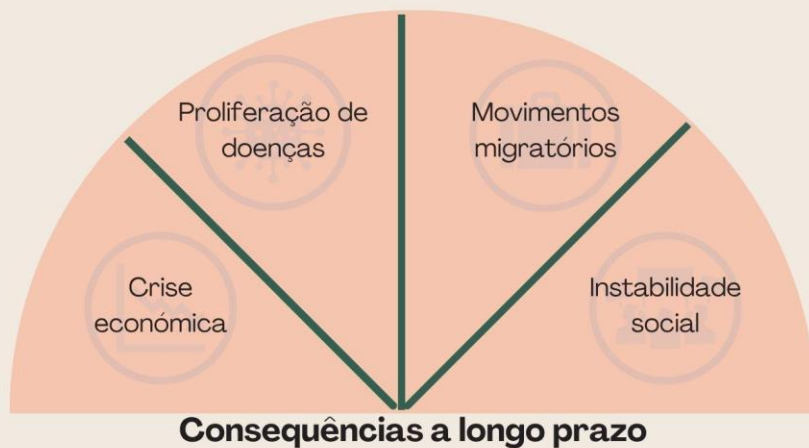 Proliferação de
doenças
Movimentos
migratórios
Crise
económica
Instabilidade
social
Consequências a longo prazo